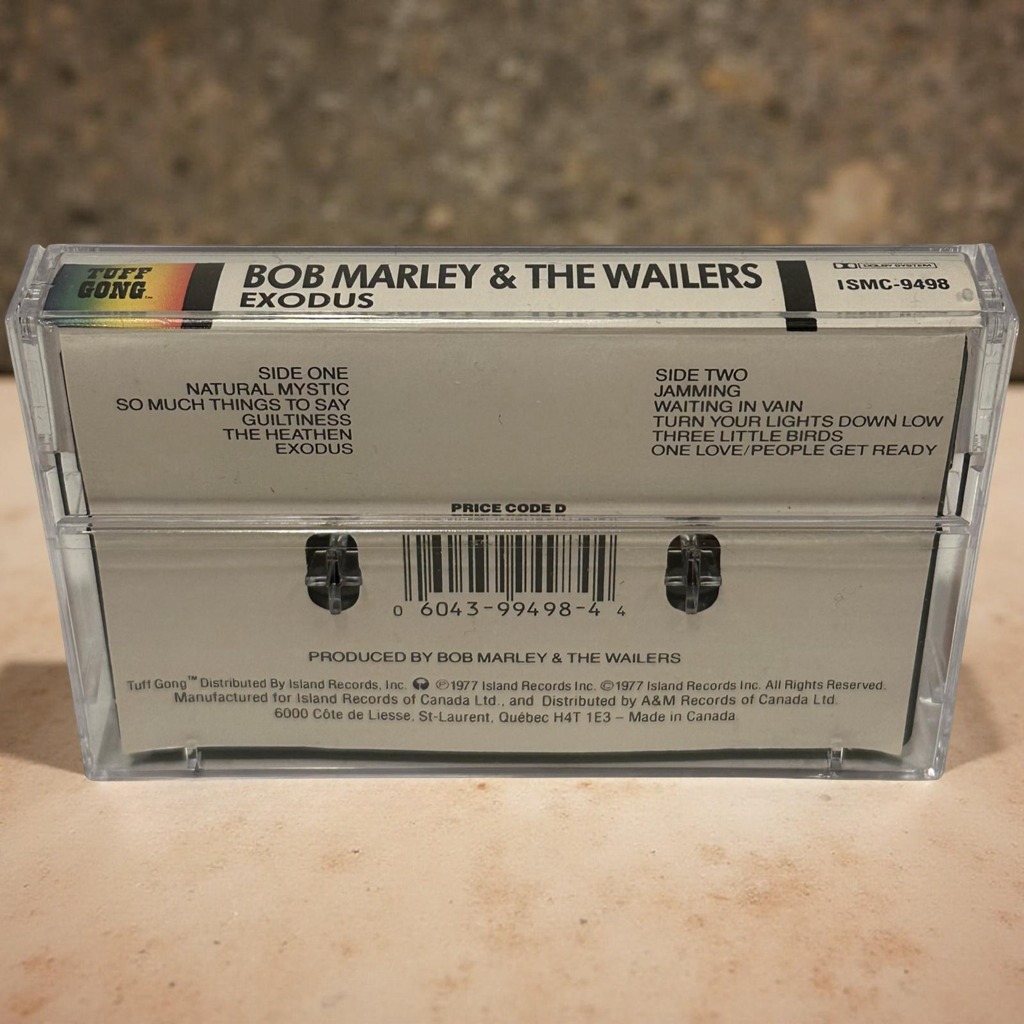 TUFF
GONG™
BOB MARLEY & THE WAILERS
EXODUS
DOLBY SYSTEM
ISMC-9498
SIDE ONE
NATURAL MYSTIC
SO MUCH THINGS TO SAY
GUILTINESS
THE HEATHEN
EXODUS
SIDE TWO
JAMMING
WAITING IN VAIN
TURN YOUR LIGHTS DOWN LOW
THREE LITTLE BIRDS
ONE LOVE/PEOPLE GET READY
PRICE CODE D
0 6043-99498-4 4
PRODUCED BY BOB MARLEY & THE WAILERS
Tuff Gong™ Distributed By Island Records, Inc. ℗1977 Island Records Inc. ©1977 Island Records Inc. All Rights Reserved.
Manufactured for Island Records of Canada Ltd., and Distributed by A&M Records of Canada Ltd.
6000 Côte de Liesse, St-Laurent, Québec H4T 1E3 – Made in Canada